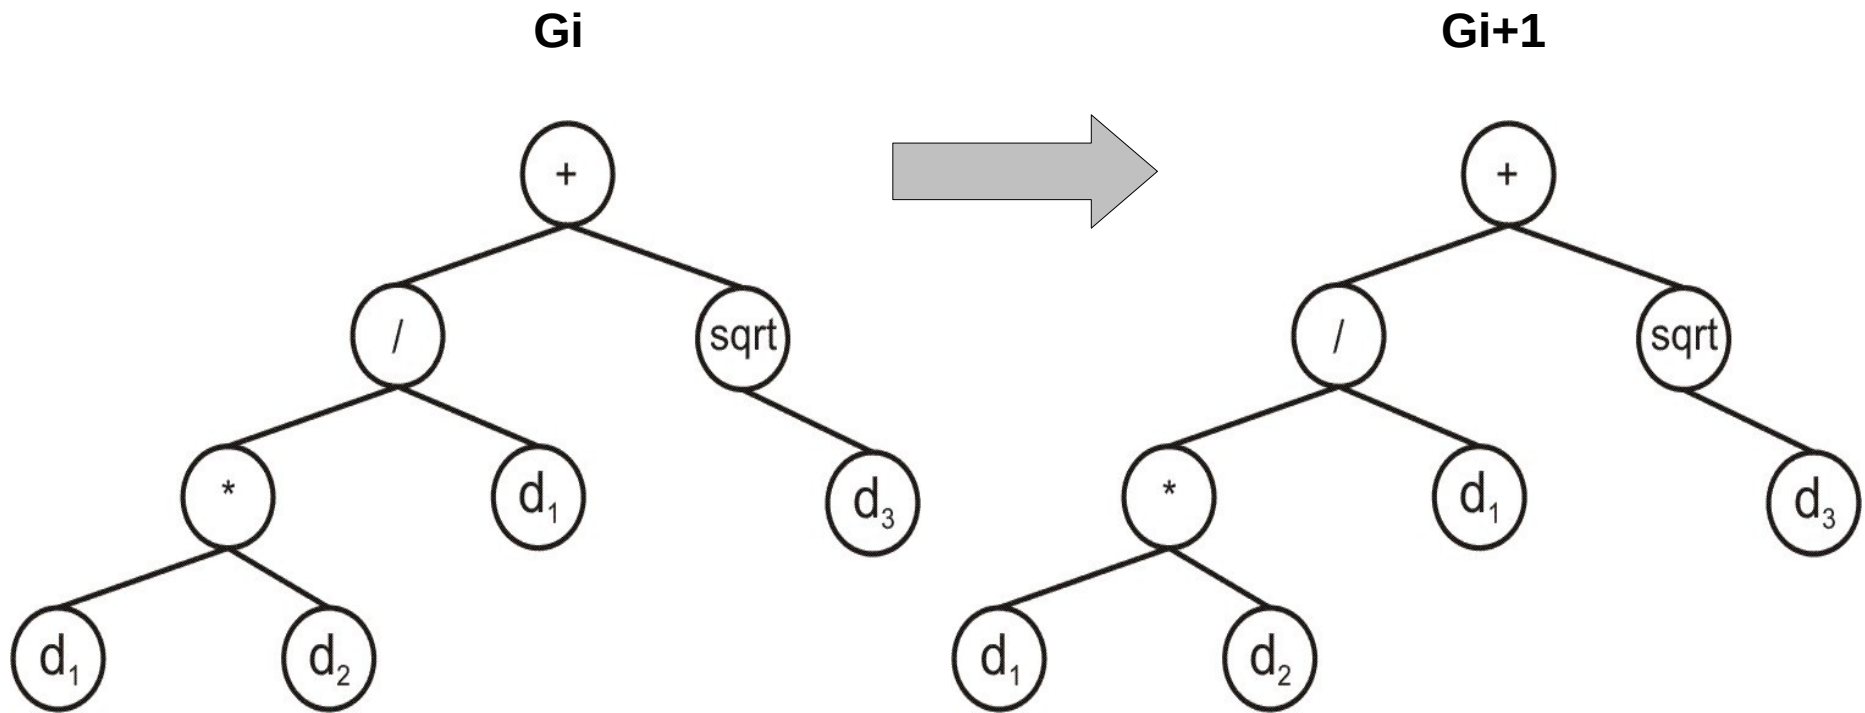 Gi
Gi+1
+
+
/
sqrt
/
sqrt
*
d₁
d₃
*
d₁
d₃
d₁
d₂
d₁
d₂